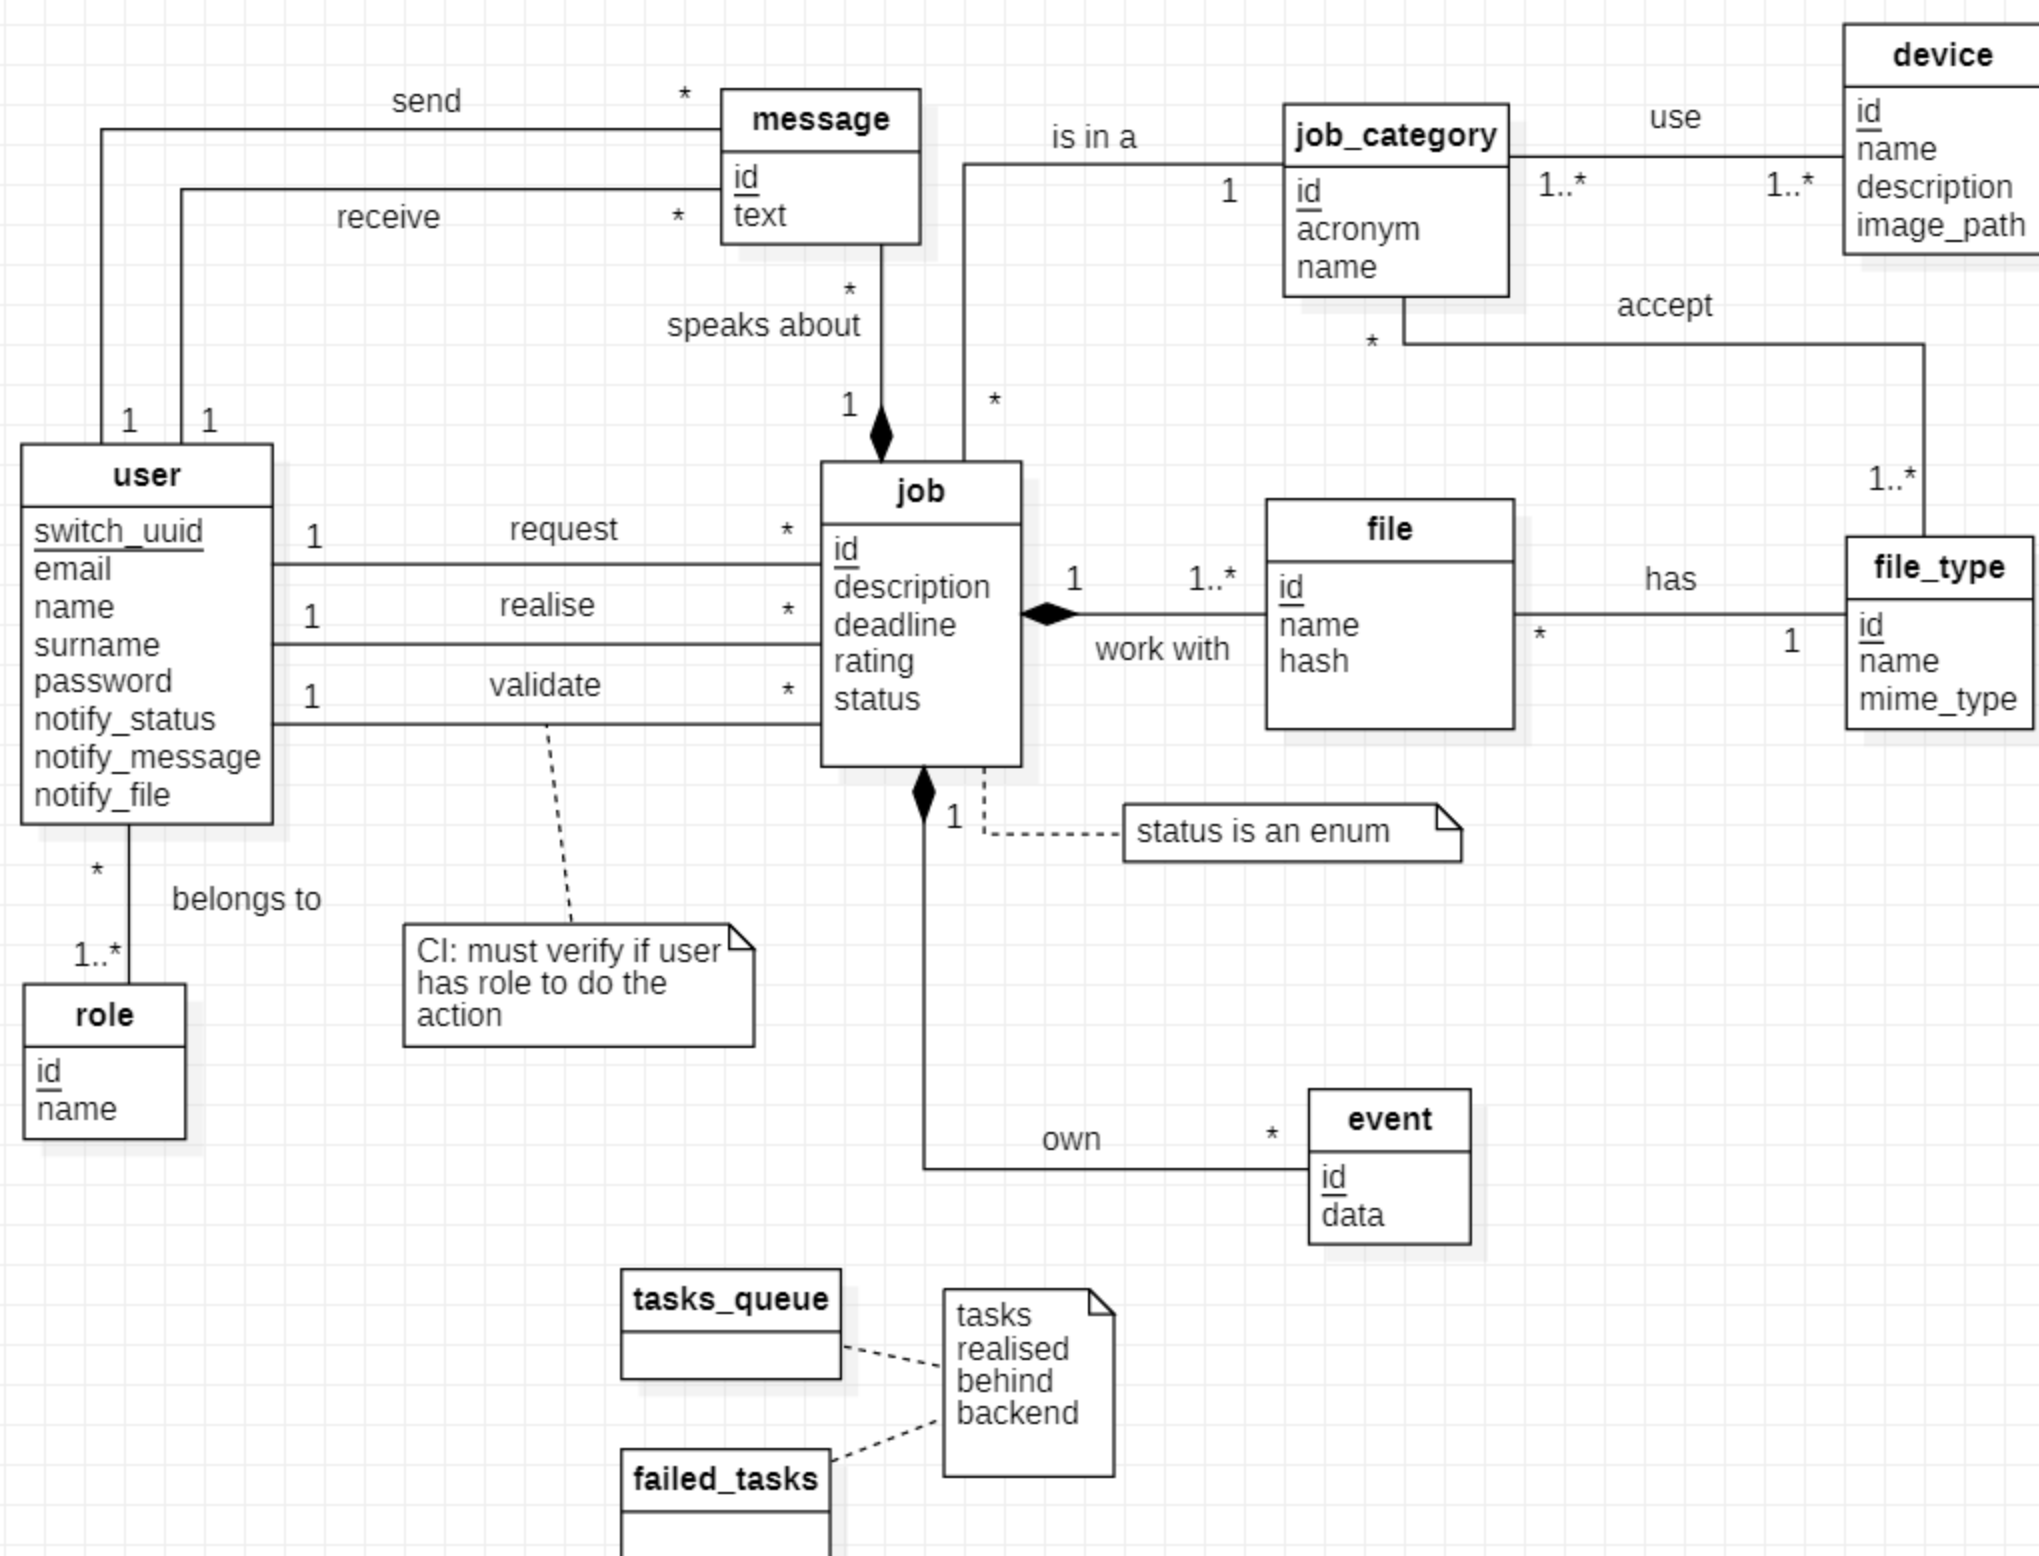 device
id
name
description
image_path
send
*
message
id
text
receive
*
is in a
1
job_category
id
acronym
name
use
1..*
1..*
accept
*
1..*
*
speaks about
1
*
1
1
user
switch_uuid
email
name
surname
password
notify_status
notify_message
notify_file
1
request
*
1
realise
*
1
validate
*
job
id
description
deadline
rating
status
1
1..*
work with
file
id
name
hash
has
*
1
file_type
id
name
mime_type
1
status is an enum
*
belongs to
1..*
CI: must verify if user
has role to do the
action
role
id
name
own
*
event
id
data
tasks_queue
tasks
realised
behind
backend
failed_tasks